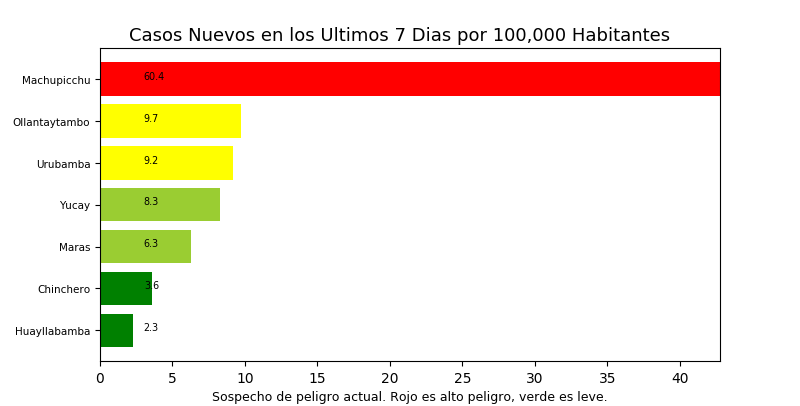 Casos Nuevos en los Ultimos 7 Dias por 100,000 Habitantes
Machupicchu 60.4
Ollantaytambo 9.7
Urubamba 9.2
Yucay 8.3
Maras 6.3
Chinchero 3.6
Huayllabamba 2.3
0 5 10 15 20 25 30 35 40
Sospecho de peligro actual. Rojo es alto peligro, verde es leve.